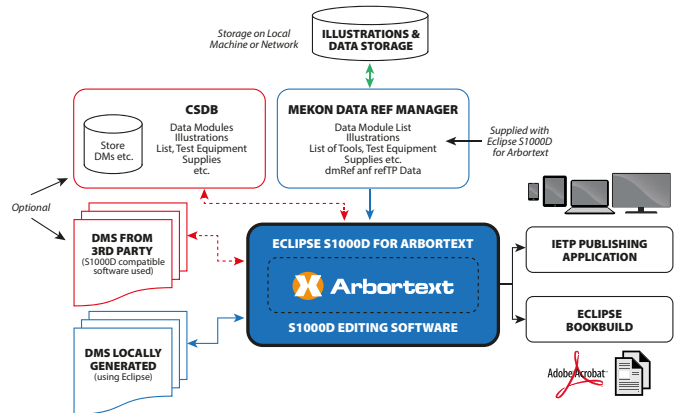 Storage on Local
Machine or Network
ILLUSTRATIONS &
DATA STORAGE
CSDB
Data Modules
Illustrations
List, Test Equipment
Supplies
etc.
Store
DMs etc.
MEKON DATA REF MANAGER
Data Module List
Illustrations
List of Tools, Test Equipment
Supplies etc.
dmRef anf refTP Data
Supplied with
Eclipse S1000D
for Arbortext
Optional
DMS FROM
3RD PARTY
(S1000D compatible
software used)
ECLIPSE S1000D FOR ARBORTEXT
Arbortext
S1000D EDITING SOFTWARE
IETP PUBLISHING
APPLICATION
ECLIPSE
BOOKBUILD
DMS LOCALLY
GENERATED
(using Eclipse)
Adobe Acrobat